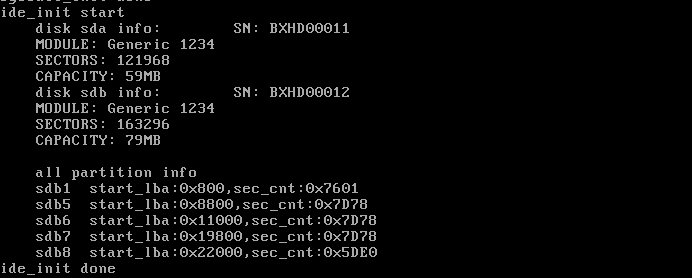 ide_init start
disk sda info: SN: BXHD00011
MODULE: Generic 1234
SECTORS: 121968
CAPACITY: 59MB
disk sdb info: SN: BXHD00012
MODULE: Generic 1234
SECTORS: 163296
CAPACITY: 79MB
all partition info
sdb1 start_lba:0x800,sec_cnt:0x7601
sdb5 start_lba:0x8800,sec_cnt:0x7D78
sdb6 start_lba:0x11000,sec_cnt:0x7D78
sdb7 start_lba:0x19800,sec_cnt:0x7D78
sdb8 start_lba:0x22000,sec_cnt:0x5DE0
ide_init done